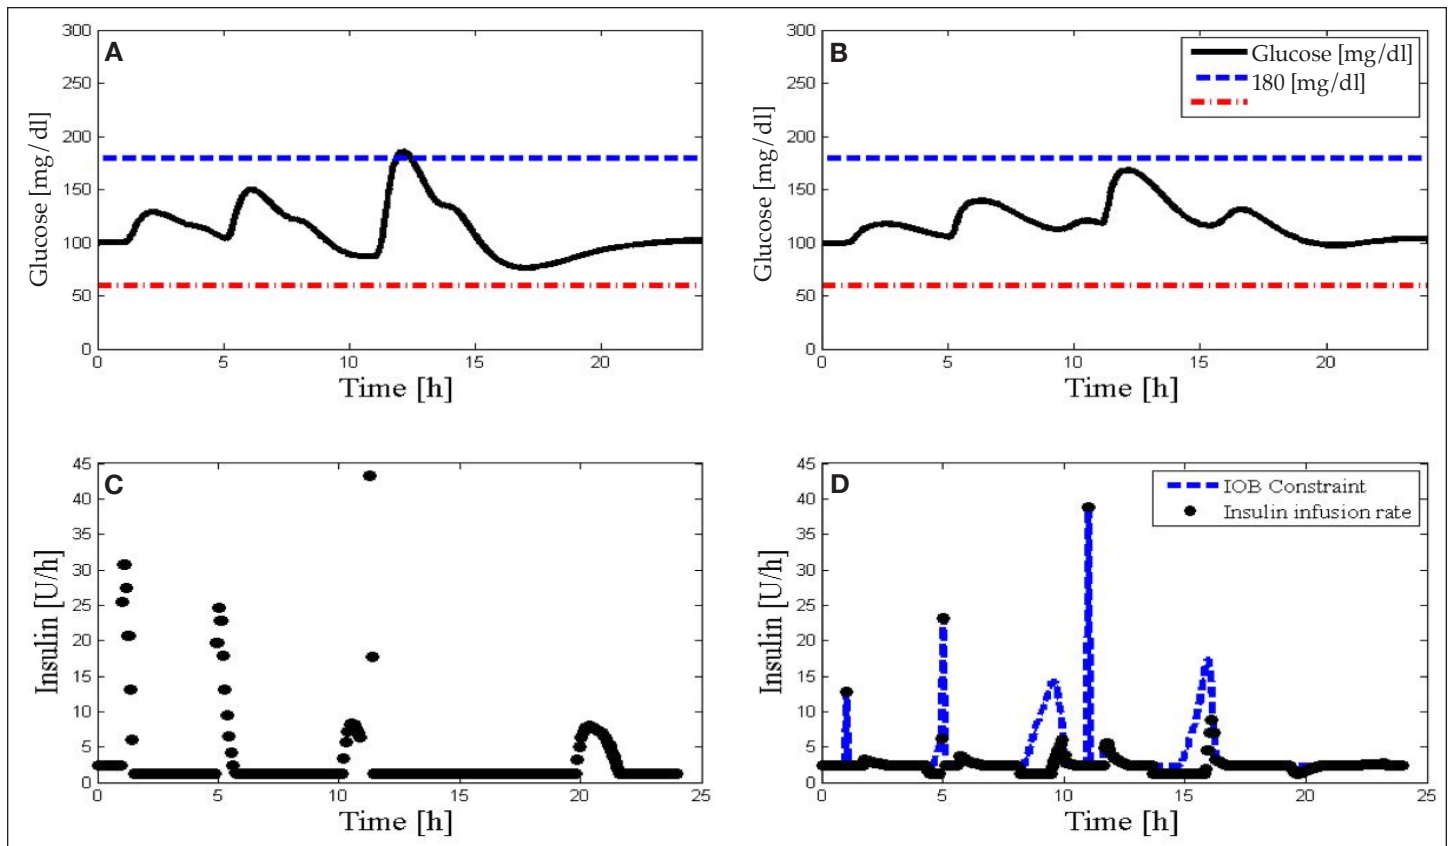 A
300
250
200
150
100
50
0
Glucose [mg/dl]
0 5 10 15 20
Time [h]
B
300
250
200
150
100
50
0
Glucose [mg/dl]
0 5 10 15 20
Time [h]
Glucose [mg/dl]
180 [mg/dl]
C
45
40
35
30
25
20
15
10
5
0
Insulin [U/h]
0 5 10 15 20 25
Time [h]
D
45
40
35
30
25
20
15
10
5
0
Insulin [U/h]
0 5 10 15 20 25
Time [h]
IOB Constraint
Insulin infusion rate